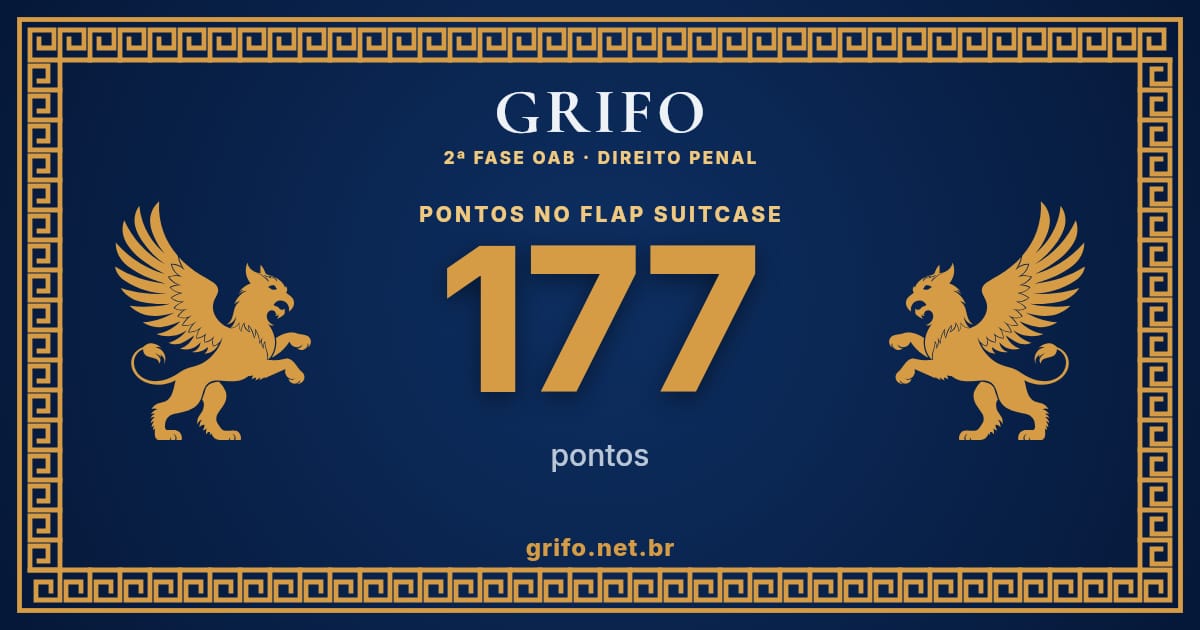 GRIFO
2ª FASE OAB · DIREITO PENAL
PONTOS NO FLAP SUITCASE
177
pontos
grifo.net.br